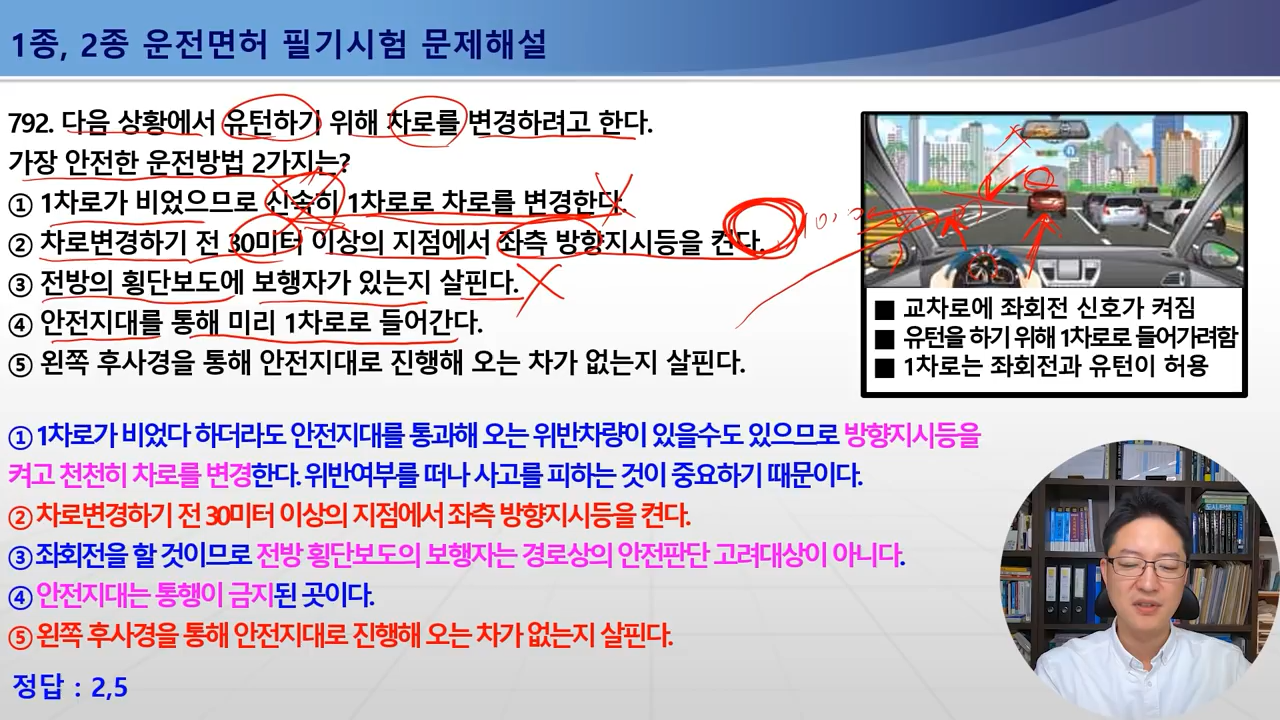 1종, 2종 운전면허 필기시험 문제해설
792. 다음 상황에서 유턴하기 위해 차로를 변경하려고 한다.
가장 안전한 운전방법 2가지는?
① 1차로가 비었으므로 신속히 1차로로 차로를 변경한다.
② 차로변경하기 전 30미터 이상의 지점에서 좌측 방향지시등을 켠다.
③ 전방의 횡단보도에 보행자가 있는지 살핀다.
④ 안전지대를 통해 미리 1차로로 들어간다.
⑤ 왼쪽 후사경을 통해 안전지대로 진행해 오는 차가 없는지 살핀다.
■ 교차로에 좌회전 신호가 켜짐
■ 유턴을 하기 위해 1차로로 들어가려함
■ 1차로는 좌회전과 유턴이 허용
① 1차로가 비었다 하더라도 안전지대를 통과해 오는 위반차량이 있을수도 있으므로 방향지시등을
켜고 천천히 차로를 변경한다. 위반여부를 떠나 사고를 피하는 것이 중요하기 때문이다.
② 차로변경하기 전 30미터 이상의 지점에서 좌측 방향지시등을 켠다.
③ 좌회전을 할 것이므로 전방 횡단보도의 보행자는 경로상의 안전판단 고려대상이 아니다.
④ 안전지대는 통행이 금지된 곳이다.
⑤ 왼쪽 후사경을 통해 안전지대로 진행해 오는 차가 없는지 살핀다.
정답 : 2,5